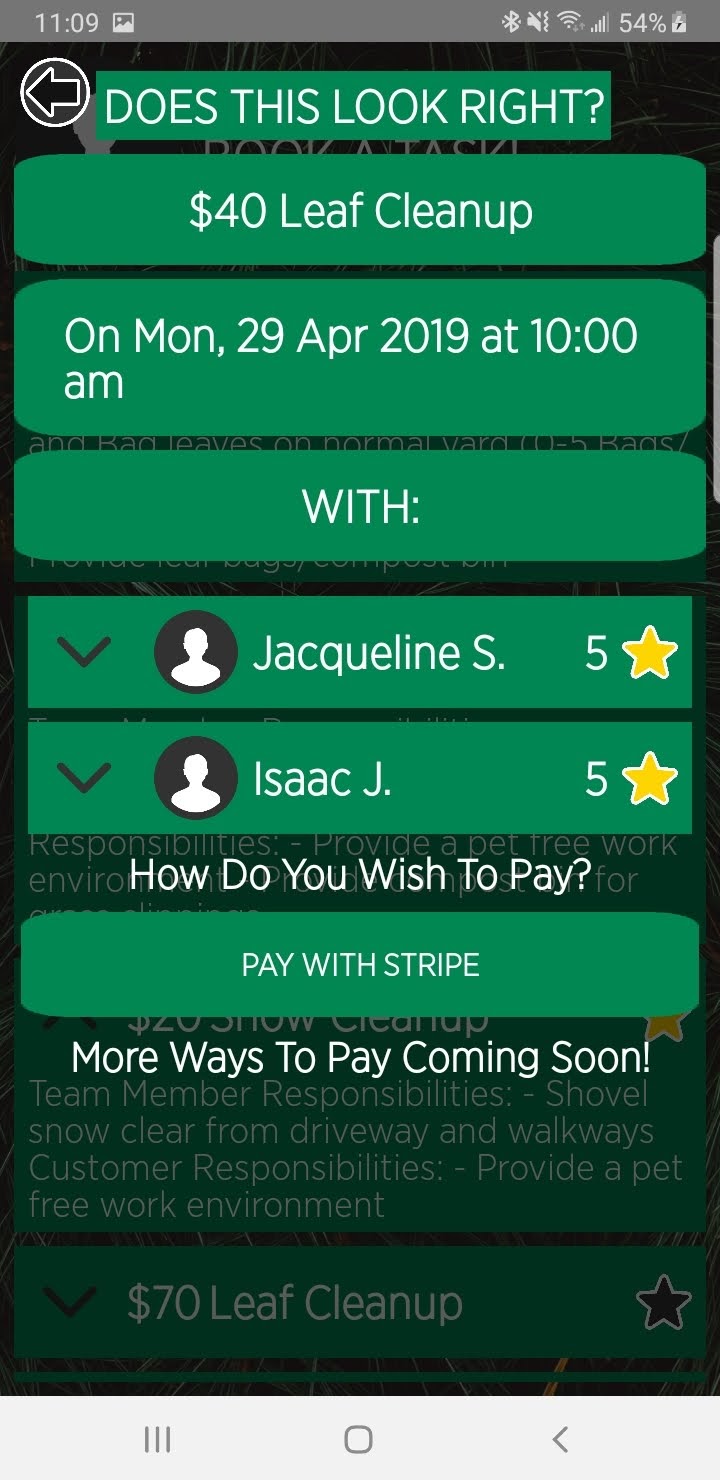 11:09
54%
DOES THIS LOOK RIGHT?
BOOK A TASK!
$40 Leaf Cleanup
On Mon, 29 Apr 2019 at 10:00
am
and Bag leaves on normal yard (0-5 Bags/
WITH:
Provide leaf bags/compost bin
Jacqueline S.
5
Team Member Responsibilities
Isaac J.
5
Responsibilities: - Provide a pet free work
environment - Provide compost bin for
How Do You Wish To Pay?
grass clippings
PAY WITH STRIPE
$20 Snow Cleanup
More Ways To Pay Coming Soon!
Team Member Responsibilities: - Shovel
snow clear from driveway and walkways
Customer Responsibilities: - Provide a pet
free work environment
$70 Leaf Cleanup